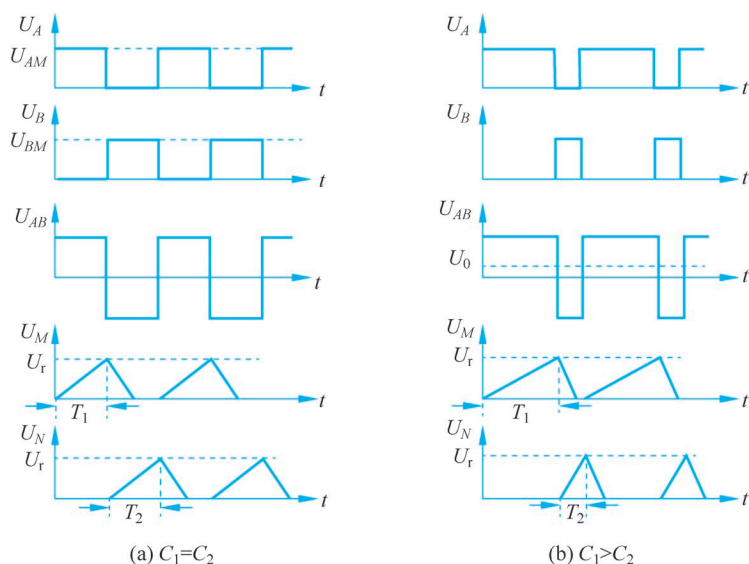 U_A
U_AM
t
U_B
U_BM
t
U_AB
t
U_M
U_r
T_1
t
U_N
U_r
T_2
t
(a) C_1=C_2
U_A
t
U_B
t
U_AB
U_0
t
U_M
U_r
T_1
t
U_N
U_r
T_2
t
(b) C_1>C_2